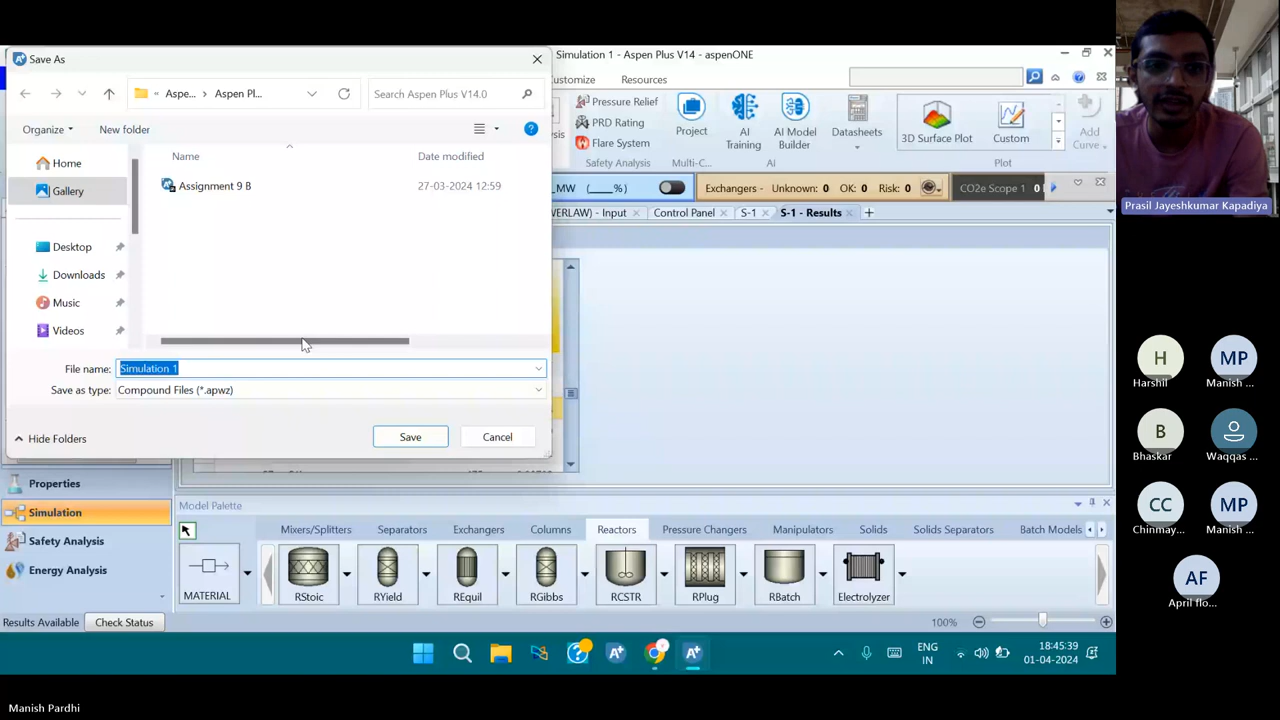 Save As
Simulation 1 - Aspen Plus V14 - aspenONE
Aspe...
Aspen Pl...
Search Aspen Plus V14.0
Organize
New folder
Customize
Resources
Pressure Relief
PRD Rating
Flare System
Safety Analysis
Project
Multi-C...
AI Training
AI Model Builder
AI
Datasheets
3D Surface Plot
Custom
Plot
Add Curve
Home
Gallery
Desktop
Downloads
Music
Videos
Name
Date modified
Assignment 9 B
27-03-2024 12:59
_MW (____%)
Exchangers - Unknown: 0 OK: 0 Risk: 0
CO2e Scope 1 0
WERLAW) - Input
Control Panel
S-1
S-1 - Results
File name:
Simulation 1
Save as type:
Compound Files (*.apwz)
Hide Folders
Save
Cancel
Properties
Simulation
Safety Analysis
Energy Analysis
Model Palette
Mixers/Splitters
Separators
Exchangers
Columns
Reactors
Pressure Changers
Manipulators
Solids
Solids Separators
Batch Models
MATERIAL
RStoic
RYield
REquil
RGibbs
RCSTR
RPlug
RBatch
Electrolyzer
Results Available
Check Status
100%
ENG
IN
18:45:39
01-04-2024
Prasil Jayeshkumar Kapadiya
H
Harshil
MP
Manish ...
B
Bhaskar
Waqqas ...
CC
Chinmay...
MP
Manish ...
AF
April flo...
Manish Pardhi